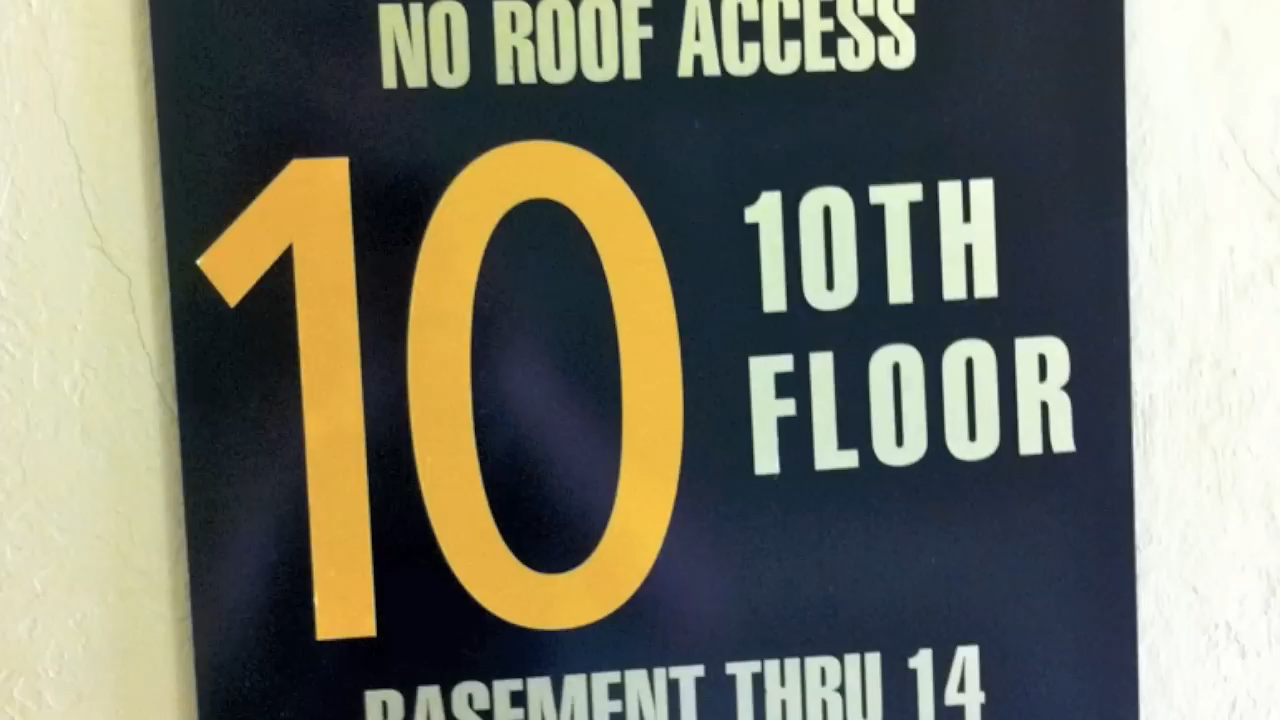 NO ROOF ACCESS
10
10TH
FLOOR
BASEMENT THRU 14